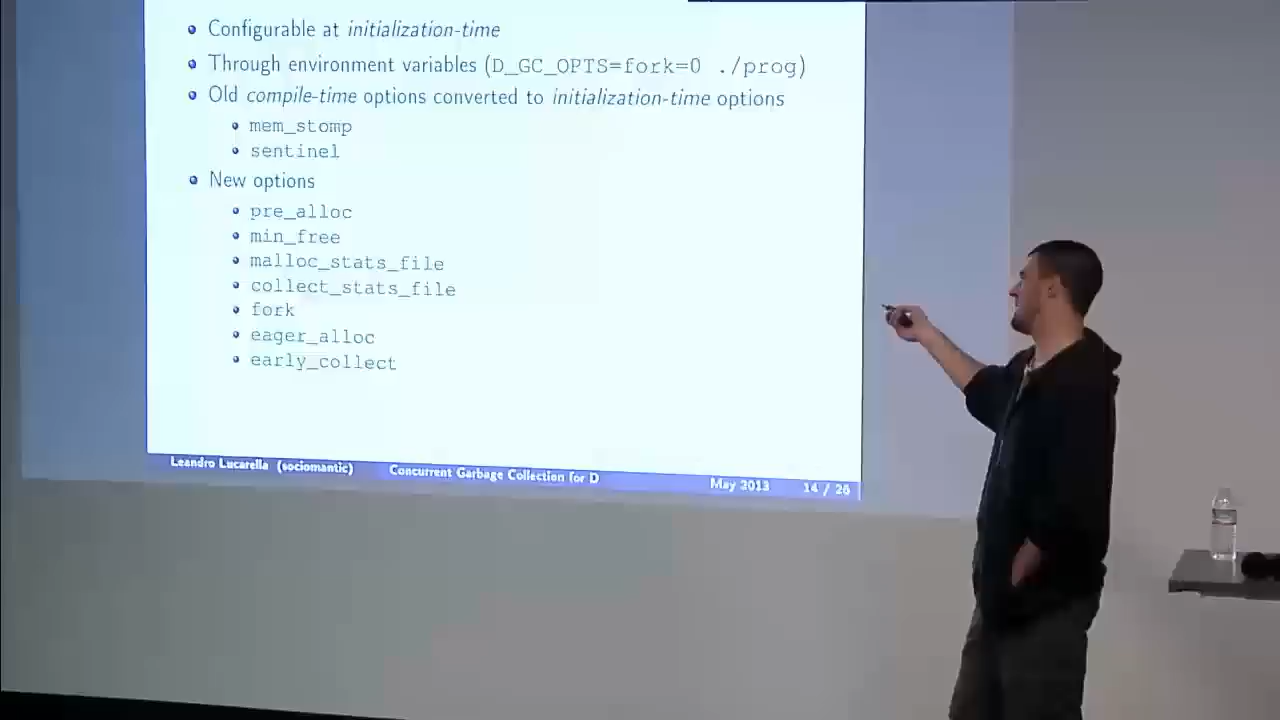 Configurable at initialization-time
Through environment variables (D_GC_OPTS=fork=0 ./prog)
Old compile-time options converted to initialization-time options
mem_stomp
sentinel
New options
pre_alloc
min_free
malloc_stats_file
collect_stats_file
fork
eager_alloc
early_collect
Leandro Lucarella (sociomantic) Concurrent Garbage Collection for D May 2013 14 / 26